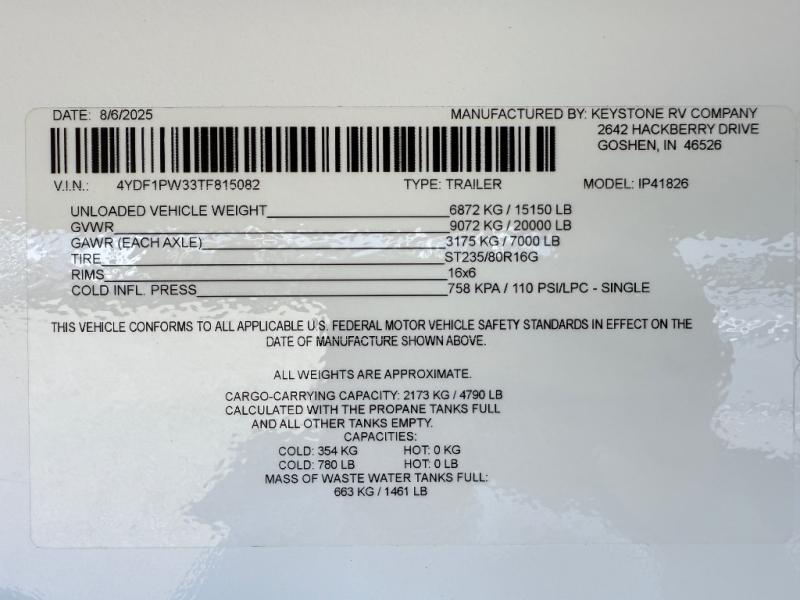 DATE: 8/6/2025 MANUFACTURED BY: KEYSTONE RV COMPANY
2642 HACKBERRY DRIVE
GOSHEN, IN 46526
V.I.N.: 4YDF1PW33TF815082 TYPE: TRAILER MODEL: IP41826
UNLOADED VEHICLE WEIGHT 6872 KG / 15150 LB
GVWR 9072 KG / 20000 LB
GAWR (EACH AXLE) 3175 KG / 7000 LB
TIRE ST235/80R16G
RIMS 16x6
COLD INFL. PRESS 758 KPA / 110 PSI/LPC - SINGLE
THIS VEHICLE CONFORMS TO ALL APPLICABLE U.S. FEDERAL MOTOR VEHICLE SAFETY STANDARDS IN EFFECT ON THE
DATE OF MANUFACTURE SHOWN ABOVE.
ALL WEIGHTS ARE APPROXIMATE.
CARGO-CARRYING CAPACITY: 2173 KG / 4790 LB
CALCULATED WITH THE PROPANE TANKS FULL
AND ALL OTHER TANKS EMPTY.
CAPACITIES:
COLD: 354 KG HOT: 0 KG
COLD: 780 LB HOT: 0 LB
MASS OF WASTE WATER TANKS FULL:
663 KG / 1461 LB